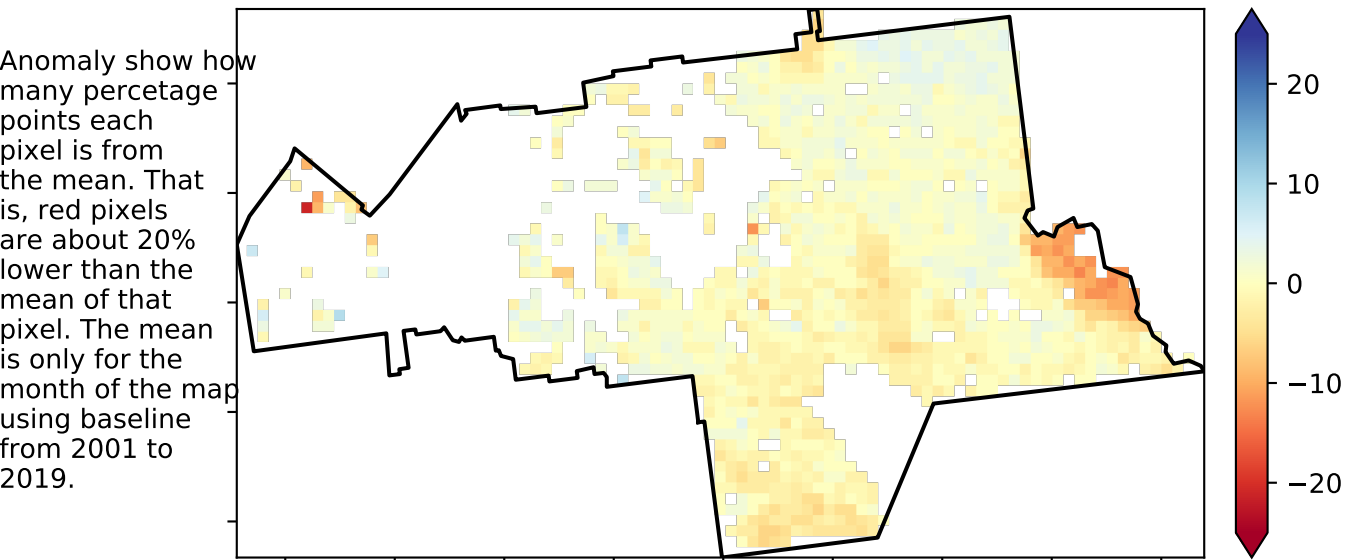 Anomaly show how
many percetage
points each
pixel is from
the mean. That
is, red pixels
are about 20%
lower than the
mean of that
pixel. The mean
is only for the
month of the map
using baseline
from 2001 to
2019.
20
10
0
−10
−20